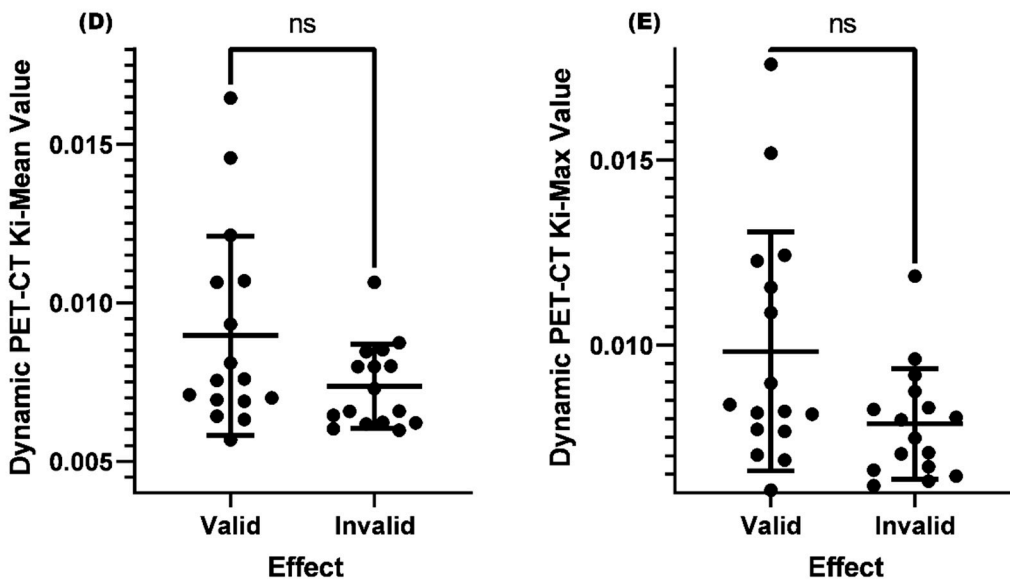 (D)
ns
Dynamic PET-CT Ki-Mean Value
0.015
0.010
0.005
Valid
Invalid
Effect
(E)
ns
Dynamic PET-CT Ki-Max Value
0.015
0.010
Valid
Invalid
Effect